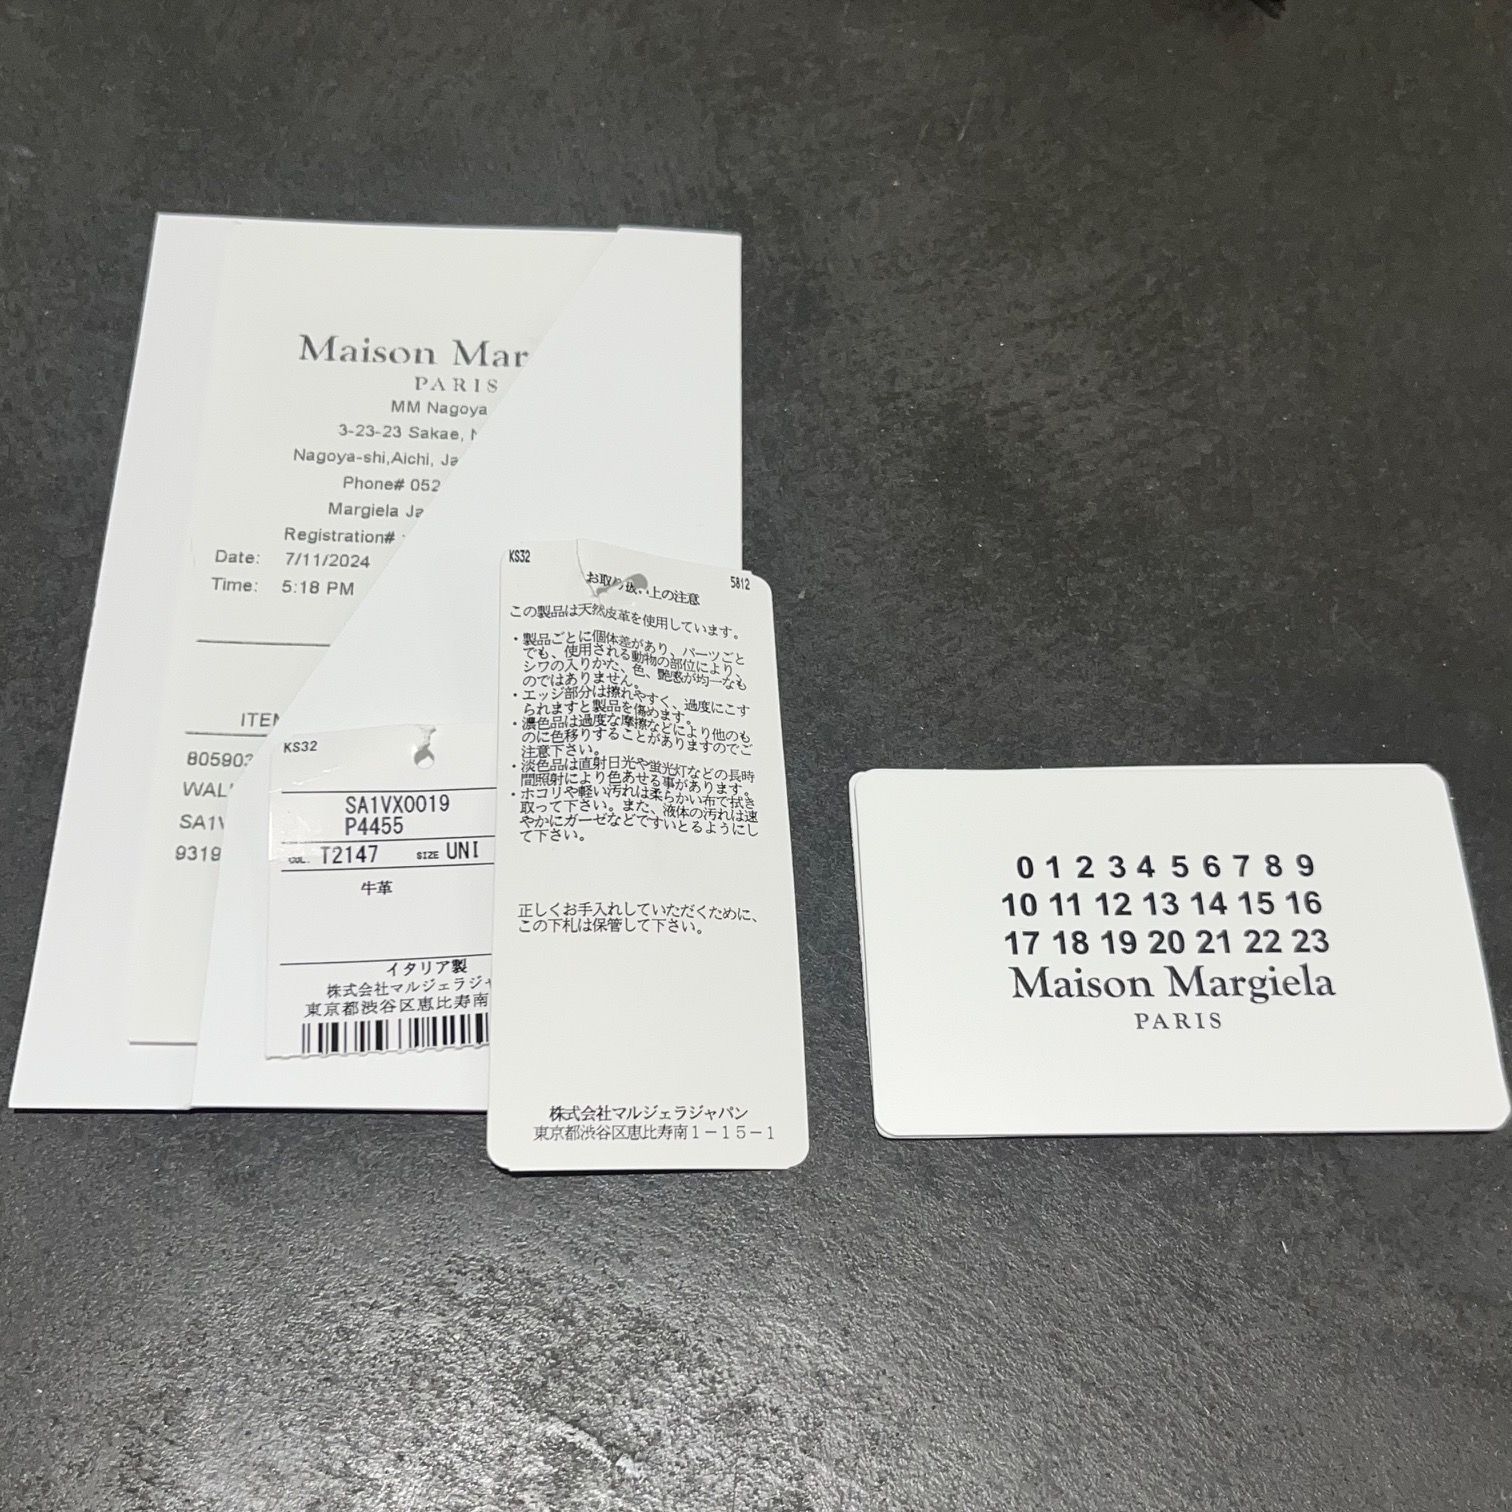 Maison Mar
PARIS
MM Nagoya
3-23-23 Sakae,
Nagoya-shi,Aichi,
Phone# 052
Margiela
Registration#
Date: 7/11/2024
Time: 5:18 PM
805903
SA1V
9319
KS32
SA1VX0019
P4455
COL. T2147 SIZE UNI
牛革
イタリア製
株式会社マルジェラジャ
東京都渋谷区恵比寿南
KS32
5812
お取り扱い上の注意
この製品は天然皮革を使用しています。
・製品ごとに個体差があり、パーツごと
でも、使用される動物の部位により、
シワの入りかた、色、艶感が均一なも
のではありません。
・エッジ部分は擦れやすく、過度にこす
られますと製品を傷めます。
・濃色品は過度な摩擦などにより他のも
のに色移りすることがありますのでご
注意下さい。
・淡色品は直射日光や蛍光灯などの長時
間照射により色あせる事があります。
・ホコリや軽い汚れは柔らかい布で拭き
取って下さい。また、液体の汚れは速
やかにガーゼなどですいとるようにし
て下さい。
正しくお手入れしていただくために、
この下札は保管して下さい。
株式会社マルジェラジャパン
東京都渋谷区恵比寿南1－15－1
0 1 2 3 4 5 6 7 8 9
10 11 12 13 14 15 16
17 18 19 20 21 22 23
Maison Margiela
PARIS